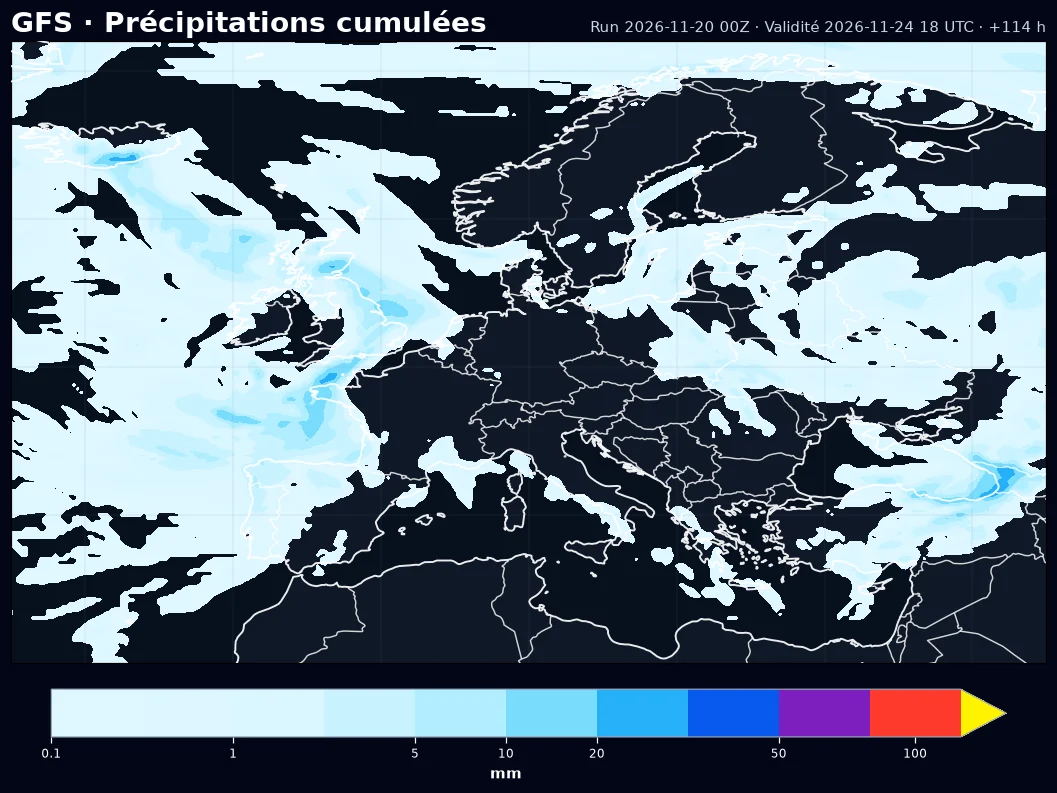 GFS · Précipitations cumulées
Run 2026-11-20 00Z · Validité 2026-11-24 18 UTC · +114 h
0.1 1 5 10 20 50 100
mm